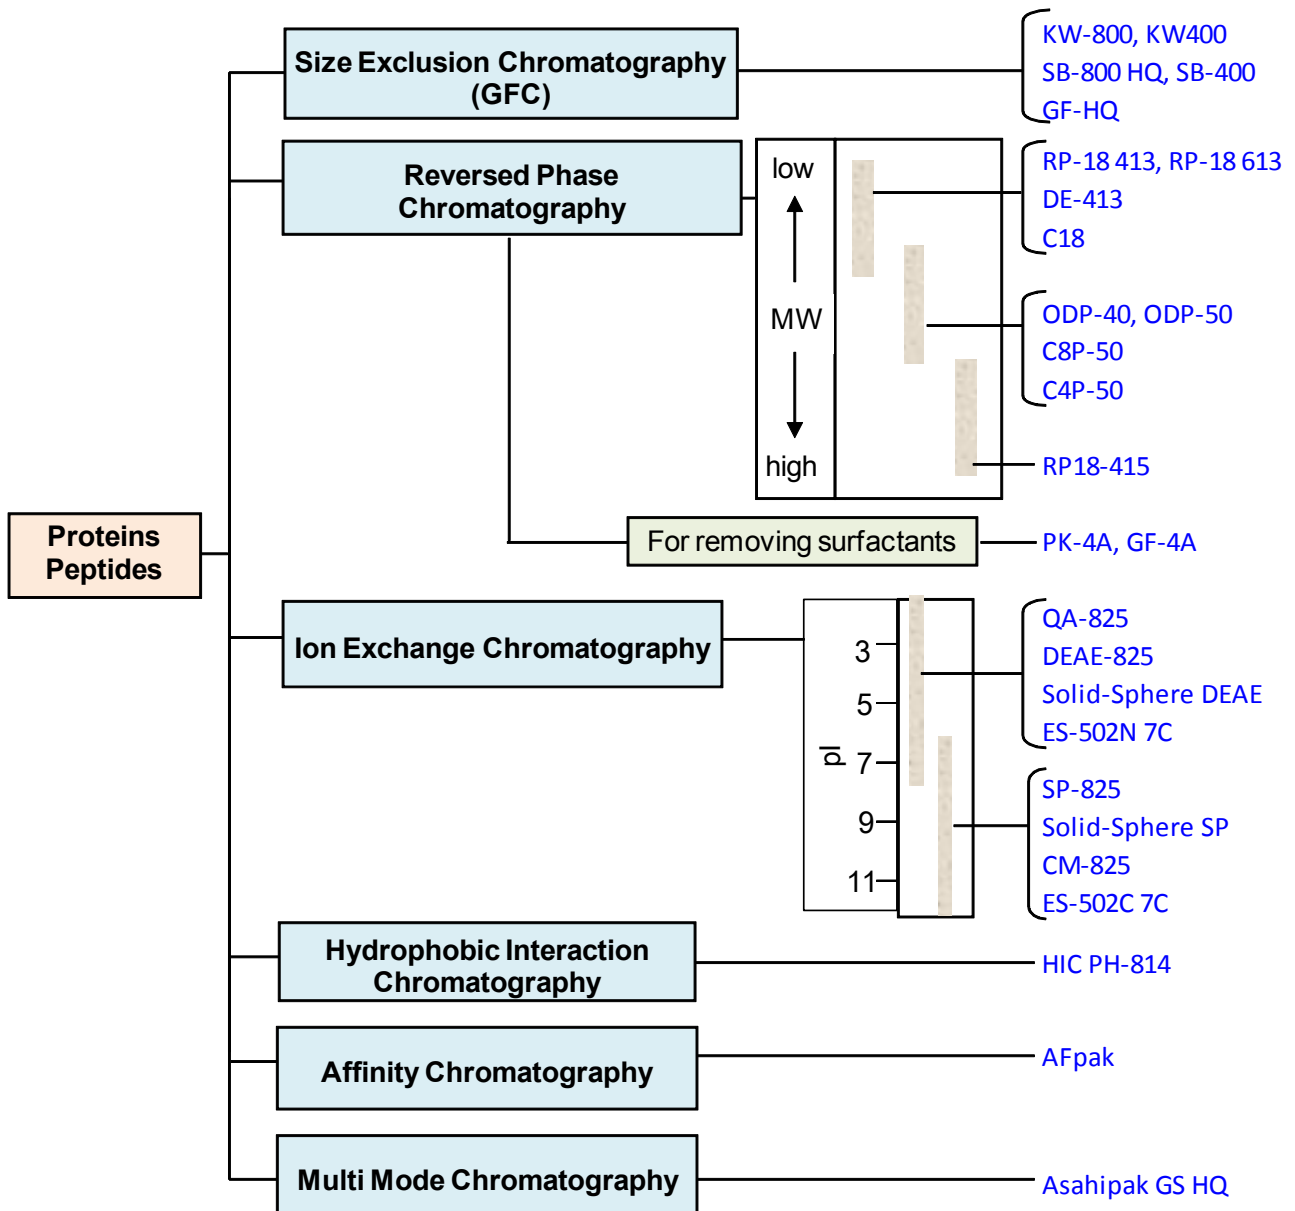 Proteins
Peptides
Size Exclusion Chromatography
(GFC)
KW-800, KW400
SB-800 HQ, SB-400
GF-HQ
Reversed Phase
Chromatography
low
MW
high
RP-18 413, RP-18 613
DE-413
C18
ODP-40, ODP-50
C8P-50
C4P-50
RP18-415
For removing surfactants
PK-4A, GF-4A
Ion Exchange Chromatography
pI
3
5
7
9
11
QA-825
DEAE-825
Solid-Sphere DEAE
ES-502N 7C
SP-825
Solid-Sphere SP
CM-825
ES-502C 7C
Hydrophobic Interaction
Chromatography
HIC PH-814
Affinity Chromatography
AFpak
Multi Mode Chromatography
Asahipak GS HQ